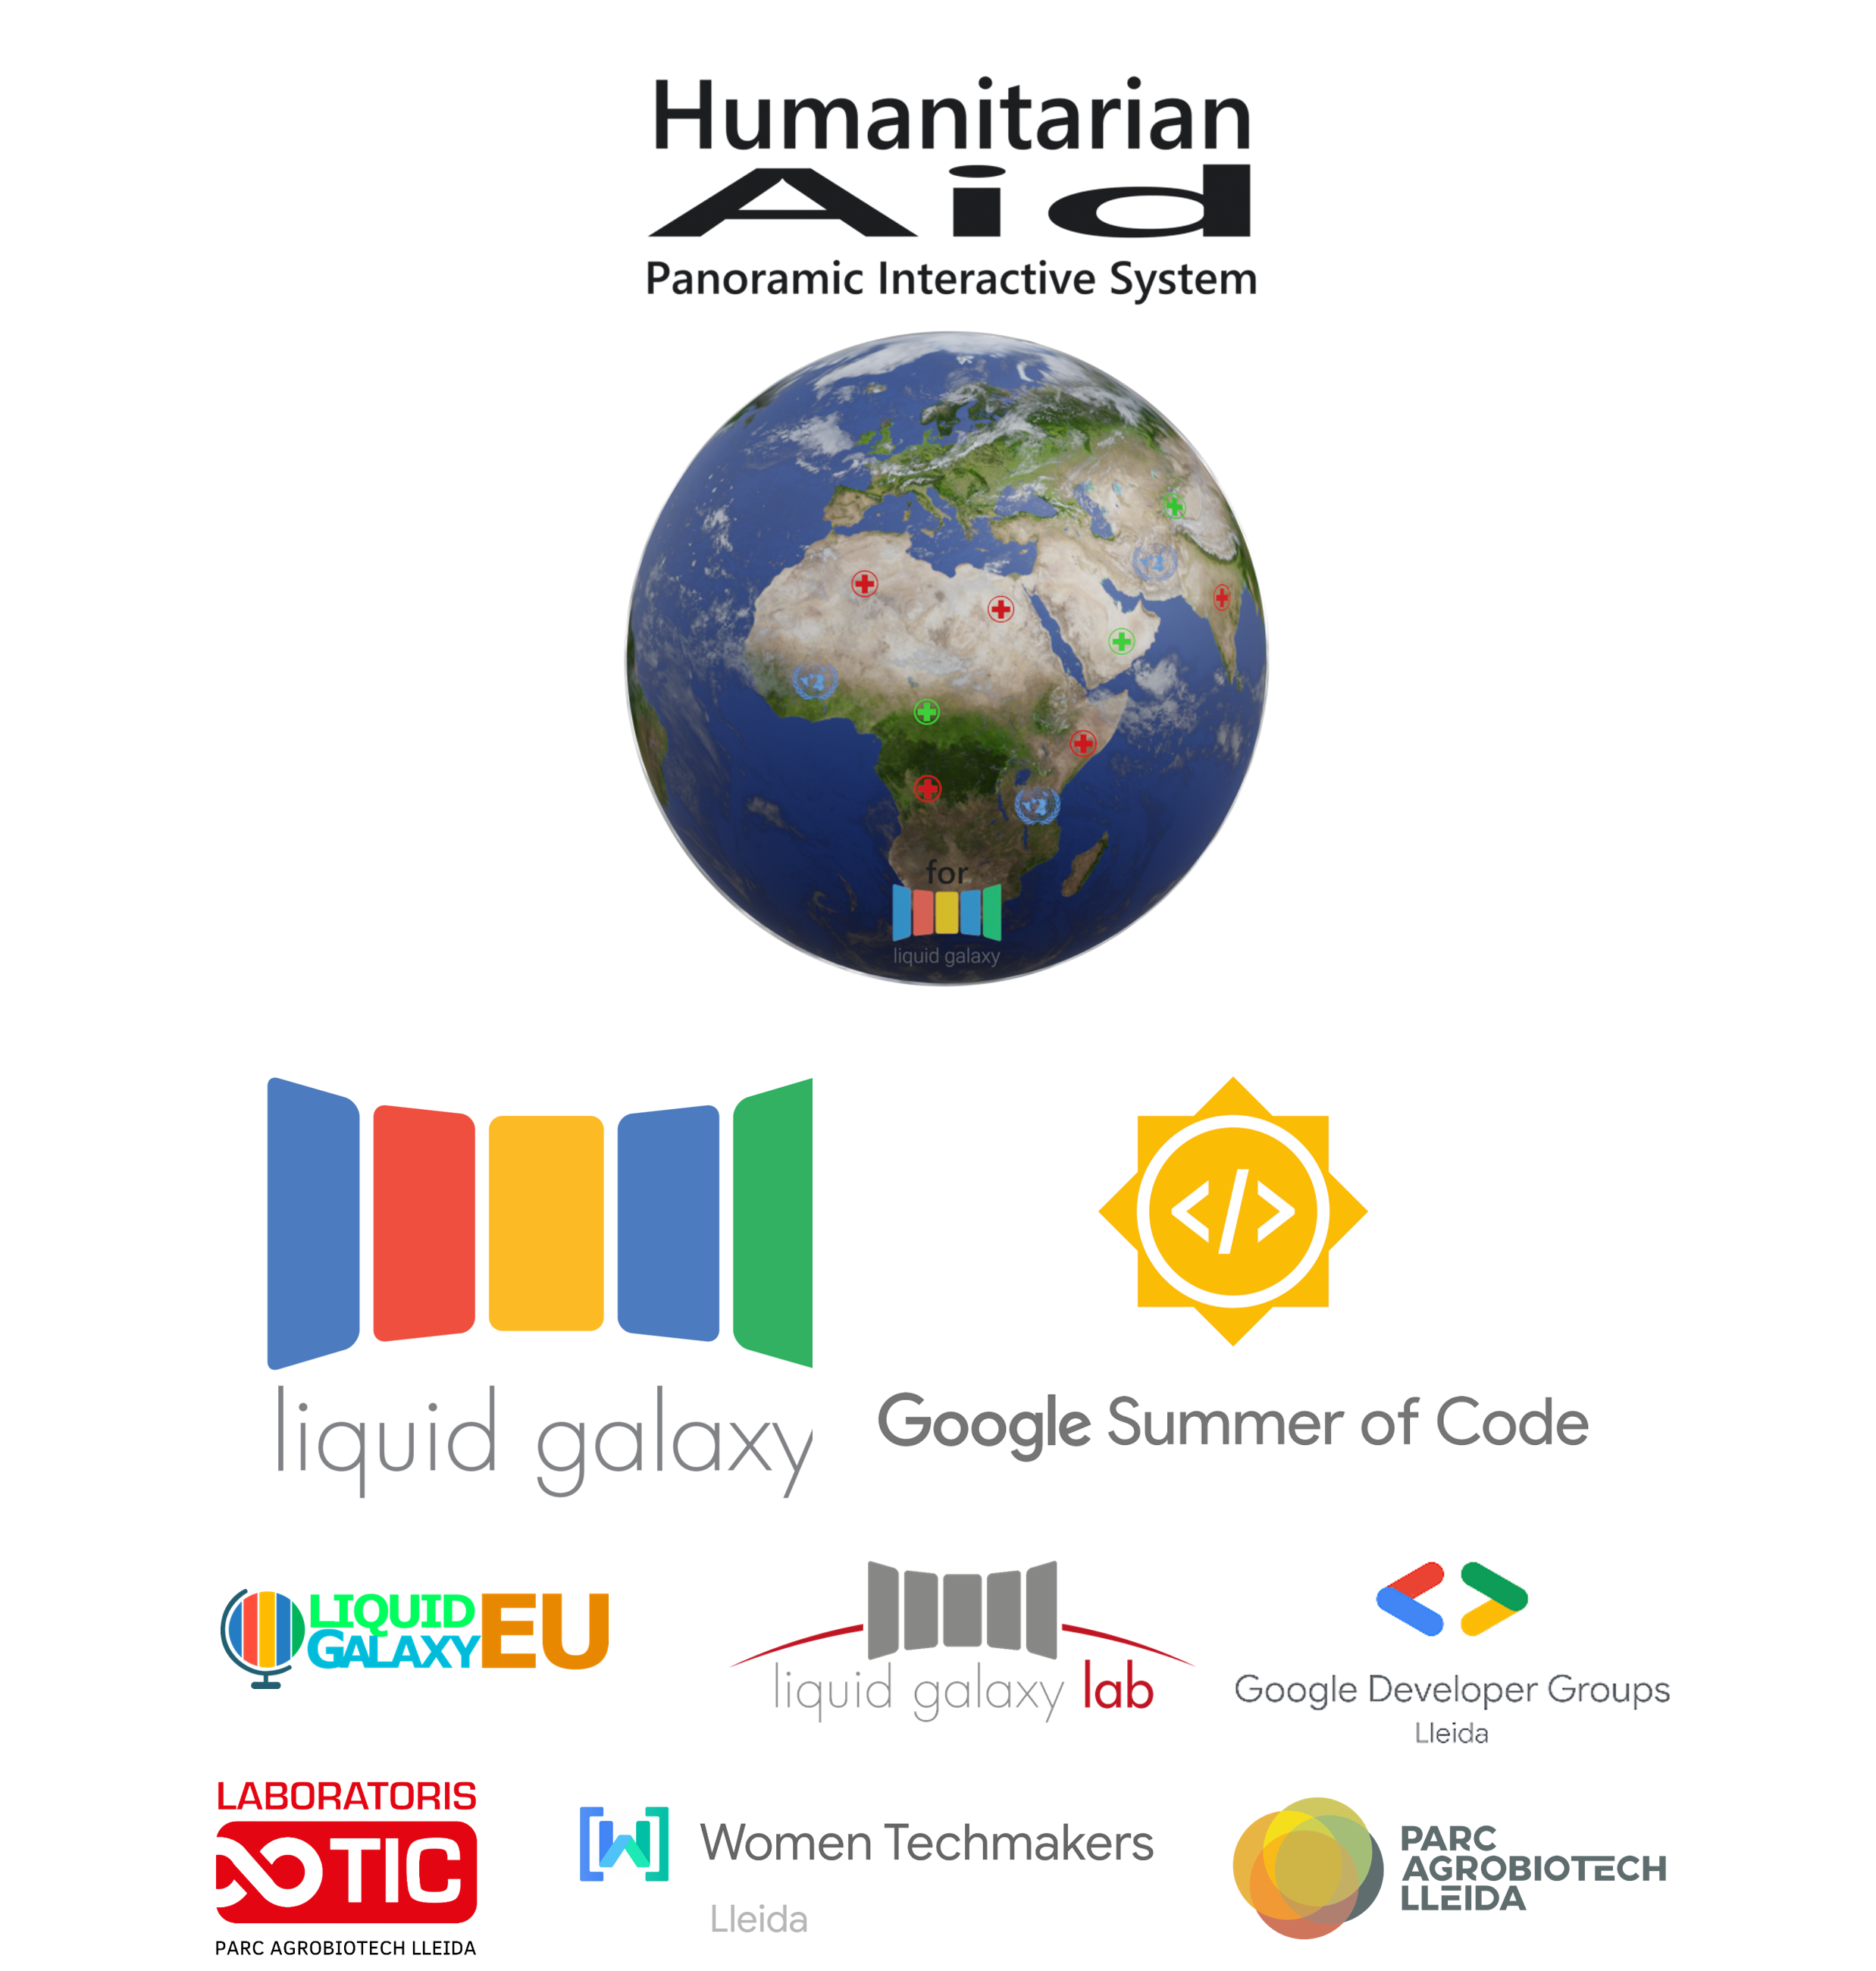 Humanitarian
Aid
Panoramic Interactive System
for
liquid galaxy
liquid galaxy
Google Summer of Code
LIQUID
GALAXY EU
liquid galaxy lab
Google Developer Groups
Lleida
LABORATORIS
TIC
PARC AGROBIOTECH LLEIDA
Women Techmakers
Lleida
PARC
AGROBIOTECH
LLEIDA